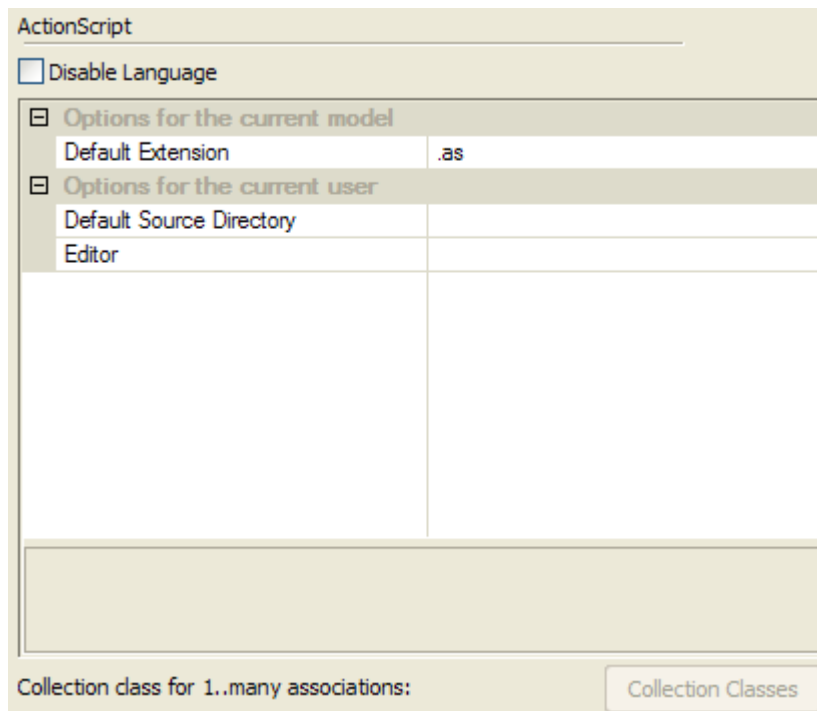 ActionScript
Disable Language
Options for the current model
Default Extension .as
Options for the current user
Default Source Directory
Editor
Collection class for 1..many associations: Collection Classes